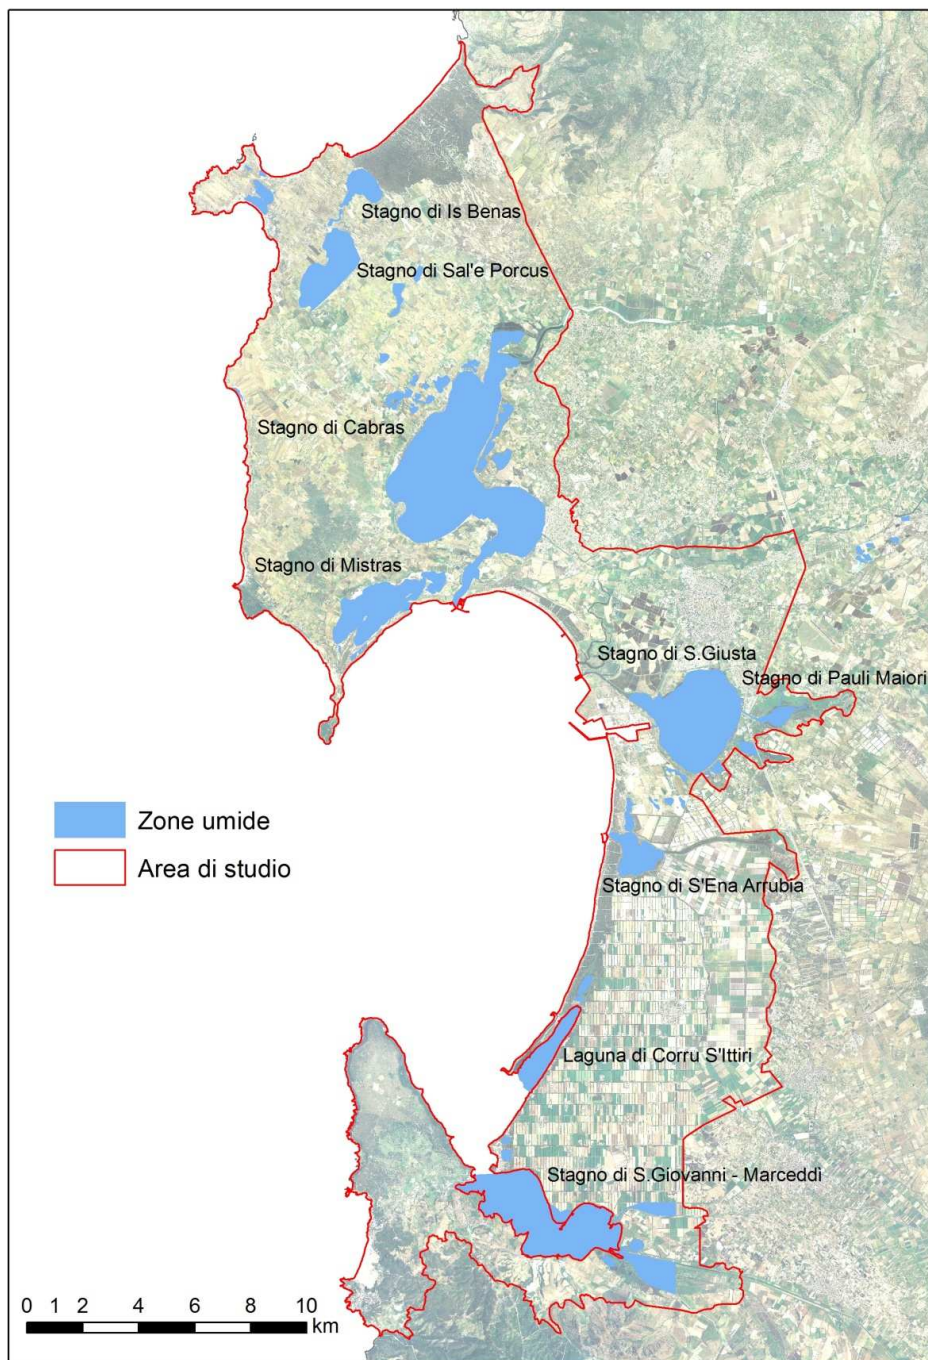 Stagno di Is Benas
Stagno di Sal'e Porcus
Stagno di Cabras
Stagno di Mistras
Stagno di S.Giusta
Stagno di Pauli Maiori
Zone umide
Area di studio
Stagno di S'Ena Arrubia
Laguna di Corru S'Ittiri
Stagno di S.Giovanni - Marceddì
0 1 2 4 6 8 10
km